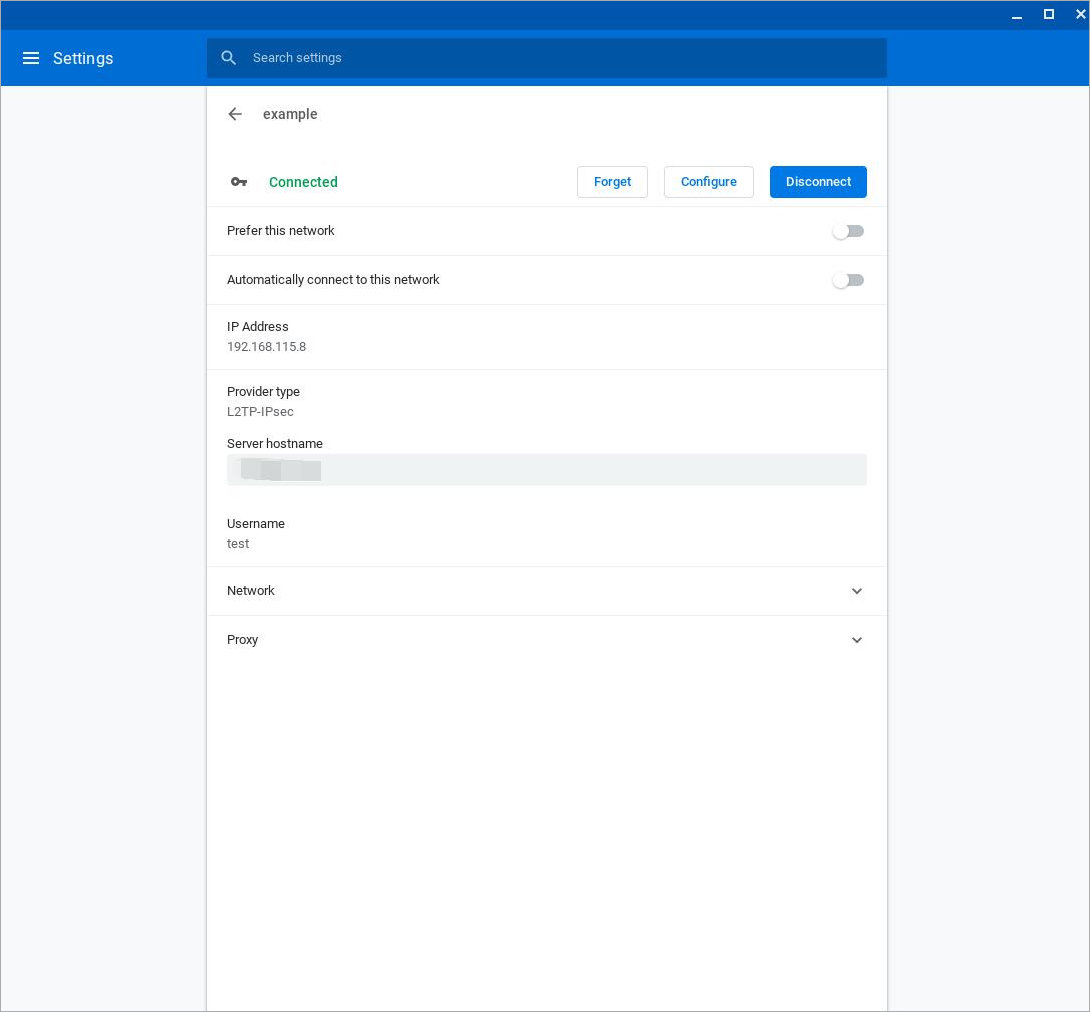 Settings
Search settings
example
Connected
Forget
Configure
Disconnect
Prefer this network
Automatically connect to this network
IP Address
192.168.115.8
Provider type
L2TP-IPsec
Server hostname
Username
test
Network
Proxy